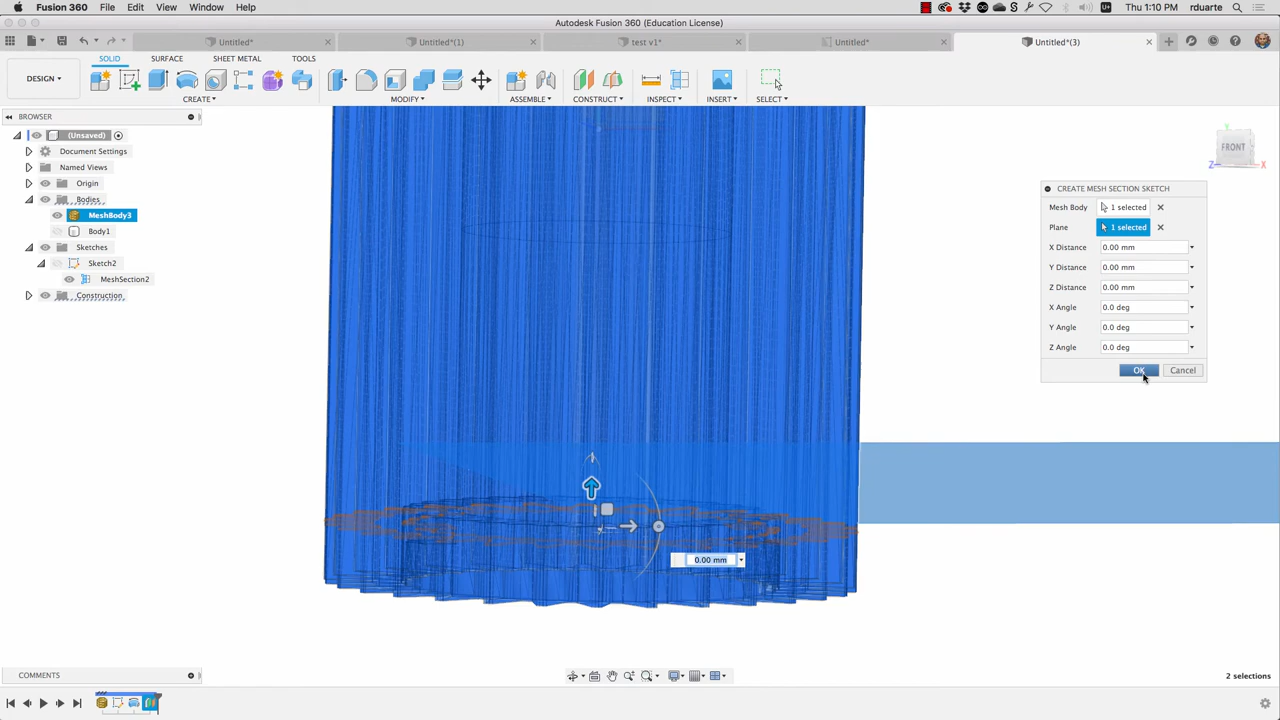 Fusion 360 File Edit View Window Help Thu 1:10 PM rduarte
Autodesk Fusion 360 (Education License)
Untitled* Untitled*(1) test v1* Untitled* Untitled*(3)
SOLID SURFACE SHEET METAL TOOLS
DESIGN
CREATE MODIFY ASSEMBLE CONSTRUCT INSPECT INSERT SELECT
BROWSER
(Unsaved)
Document Settings
Named Views
Origin
Bodies
MeshBody3
Body1
Sketches
Sketch2
MeshSection2
Construction
FRONT
Z X
CREATE MESH SECTION SKETCH
Mesh Body 1 selected
Plane 1 selected
X Distance 0.00 mm
Y Distance 0.00 mm
Z Distance 0.00 mm
X Angle 0.0 deg
Y Angle 0.0 deg
Z Angle 0.0 deg
OK Cancel
0.00 mm
COMMENTS
2 selections